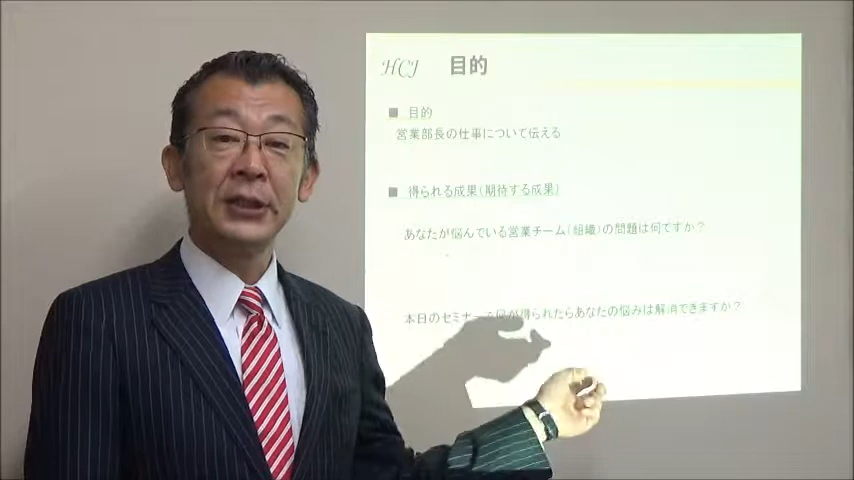 HCJ 目的
■ 目的
営業部長の仕事について伝える
■ 得られる成果（期待する成果）
あなたが悩んでいる営業チーム（組織）の問題は何ですか？
本日のセミナーで何が得られたらあなたの悩みは解消できますか？